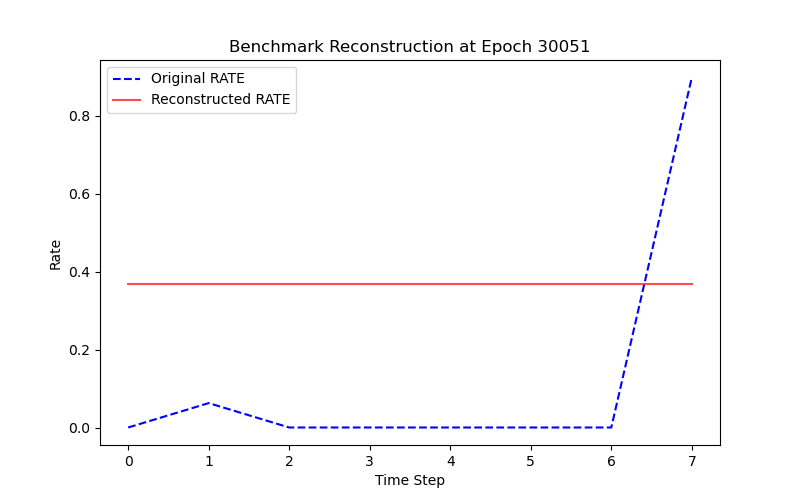 Benchmark Reconstruction at Epoch 30051
Original RATE
Reconstructed RATE
Rate
0.8
0.6
0.4
0.2
0.0
0 1 2 3 4 5 6 7
Time Step